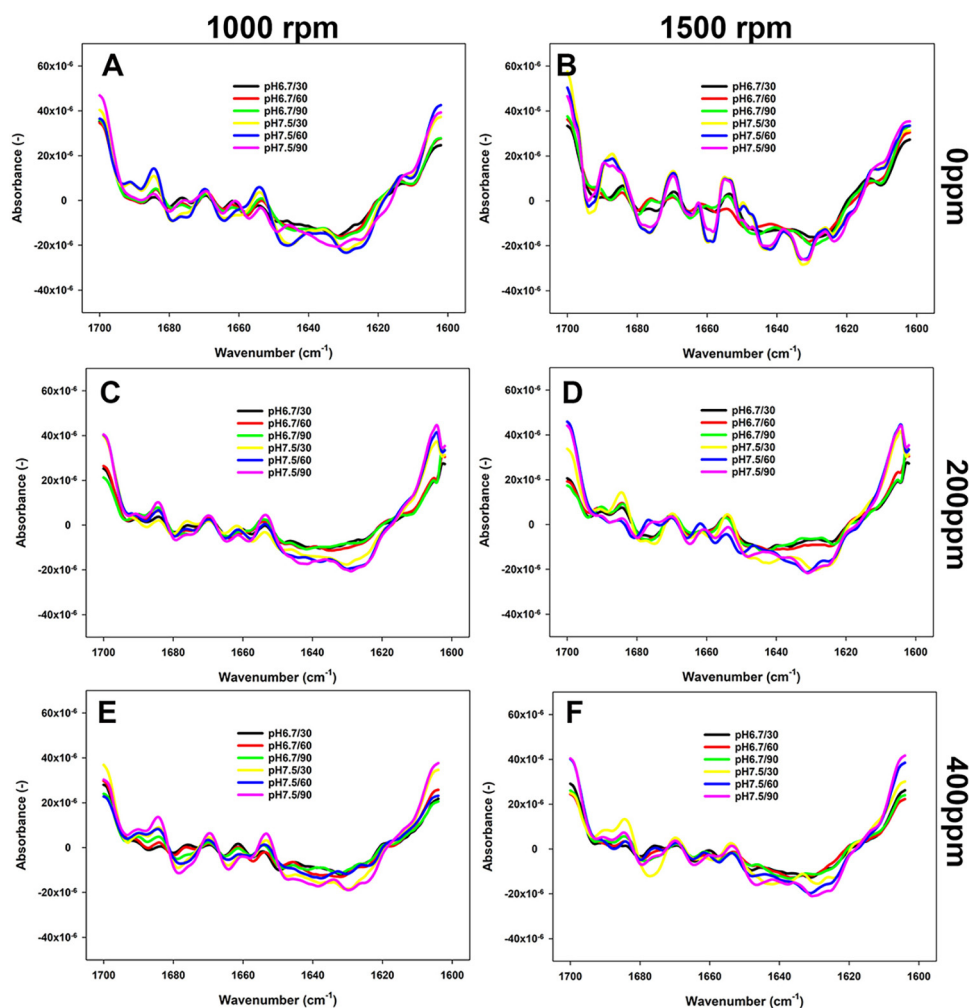 1000 rpm
1500 rpm
A
60x10⁻⁶
40x10⁻⁶
20x10⁻⁶
0
-20x10⁻⁶
-40x10⁻⁶
Absorbance (-)
pH6.7/30
pH6.7/60
pH6.7/90
pH7.5/30
pH7.5/60
pH7.5/90
1700 1680 1660 1640 1620 1600
Wavenumber (cm⁻¹)
B
60x10⁻⁶
40x10⁻⁶
20x10⁻⁶
0
-20x10⁻⁶
-40x10⁻⁶
Absorbance (-)
pH6.7/30
pH6.7/60
pH6.7/90
pH7.5/30
pH7.5/60
pH7.5/90
1700 1680 1660 1640 1620 1600
Wavenumber (cm⁻¹)
0ppm
C
60x10⁻⁶
40x10⁻⁶
20x10⁻⁶
0
-20x10⁻⁶
-40x10⁻⁶
Absorbance (-)
pH6.7/30
pH6.7/60
pH6.7/90
pH7.5/30
pH7.5/60
pH7.5/90
1700 1680 1660 1640 1620 1600
Wavenumber (cm⁻¹)
D
60x10⁻⁶
40x10⁻⁶
20x10⁻⁶
0
-20x10⁻⁶
-40x10⁻⁶
Absorbance (-)
pH6.7/30
pH6.7/60
pH6.7/90
pH7.5/30
pH7.5/60
pH7.5/90
1700 1680 1660 1640 1620 1600
Wavenumber (cm⁻¹)
200ppm
E
60x10⁻⁶
40x10⁻⁶
20x10⁻⁶
0
-20x10⁻⁶
-40x10⁻⁶
Absorbance (-)
pH6.7/30
pH6.7/60
pH6.7/90
pH7.5/30
pH7.5/60
pH7.5/90
1700 1680 1660 1640 1620 1600
Wavenumber (cm⁻¹)
F
60x10⁻⁶
40x10⁻⁶
20x10⁻⁶
0
-20x10⁻⁶
-40x10⁻⁶
Absorbance (-)
pH6.7/30
pH6.7/60
pH6.7/90
pH7.5/30
pH7.5/60
pH7.5/90
1700 1680 1660 1640 1620 1600
Wavenumber (cm⁻¹)
400ppm